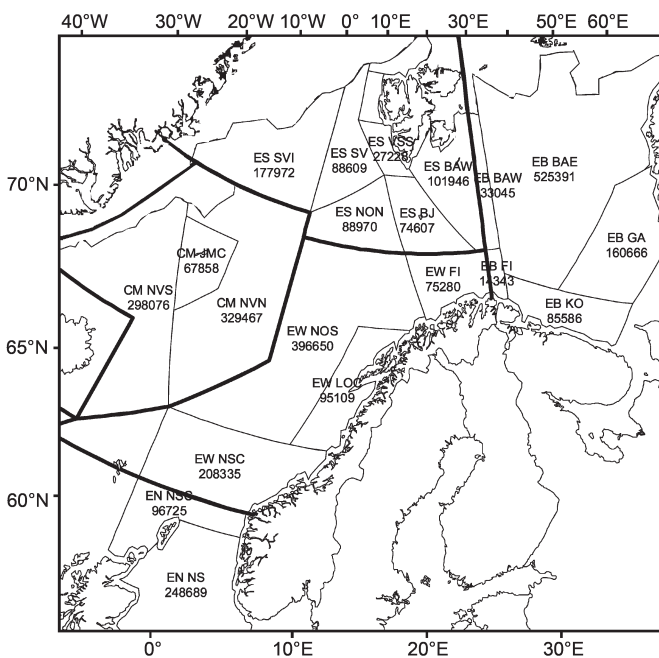 40°W 30°W 20°W 10°W 0° 10°E 20°E 30°E 50°E 60°E
ES SVI
177972
ES SV
88609
ES VSS
27226
ES BAW
101946
EB BAW
33045
EB BAE
525391
70°N
ES NON
88970
ES BJ
74607
EB GA
160666
CM JMC
67858
CM NVS
298076
CM NVN
329467
EW FI
75280
EB FI
14343
EB KO
85586
EW NOS
396650
65°N
EW LOC
95109
EW NSC
208335
60°N
EN NSC
96725
EN NS
248689
0° 10°E 20°E 30°E